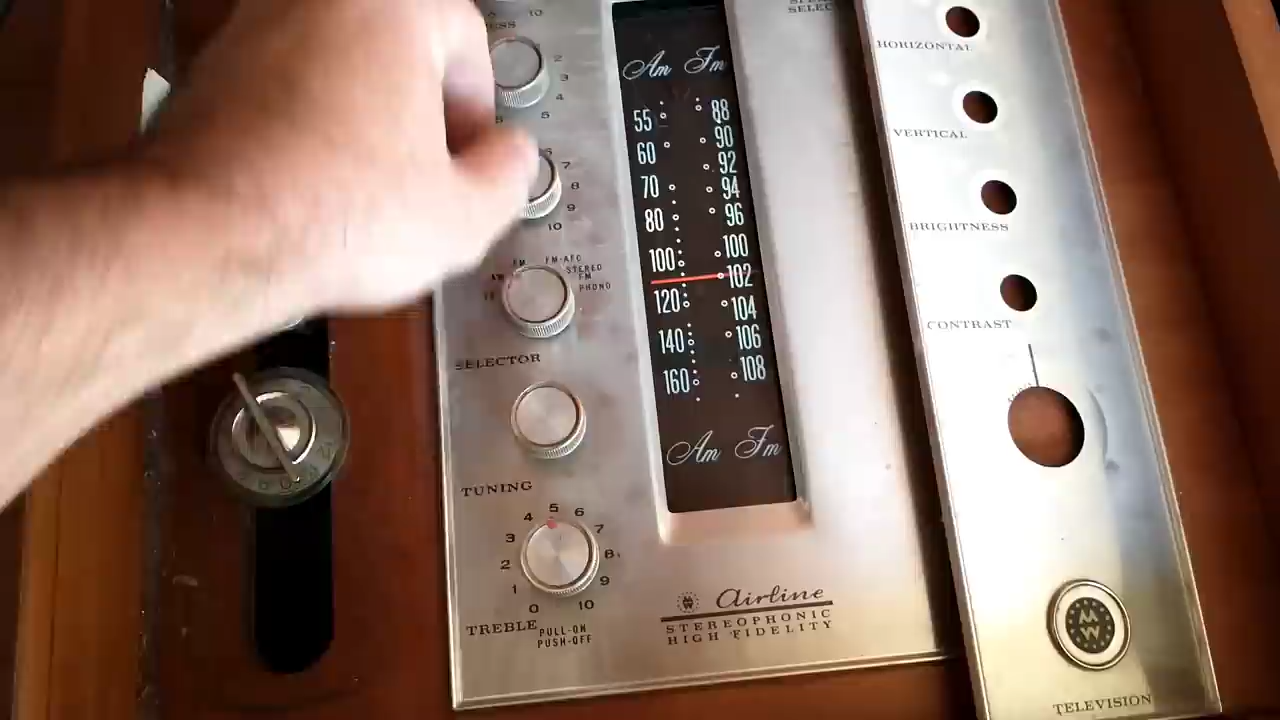 10
ESS
2
3
4
5
5
7
8
9
10
FM
FM-AFC
STEREO
FM
AM
PHONO
SELECTOR
TUNING
4 5 6
3 7
2 8
1 9
0 10
TREBLE
PULL-ON
PUSH-OFF
Am Fm
55 88
60 90
70 92
80 94
100 96
120 100
140 102
160 104
106
108
Am Fm
Airline
STEREOPHONIC
HIGH FIDELITY
HORIZONTAL
VERTICAL
BRIGHTNESS
CONTRAST
MW
TELEVISION